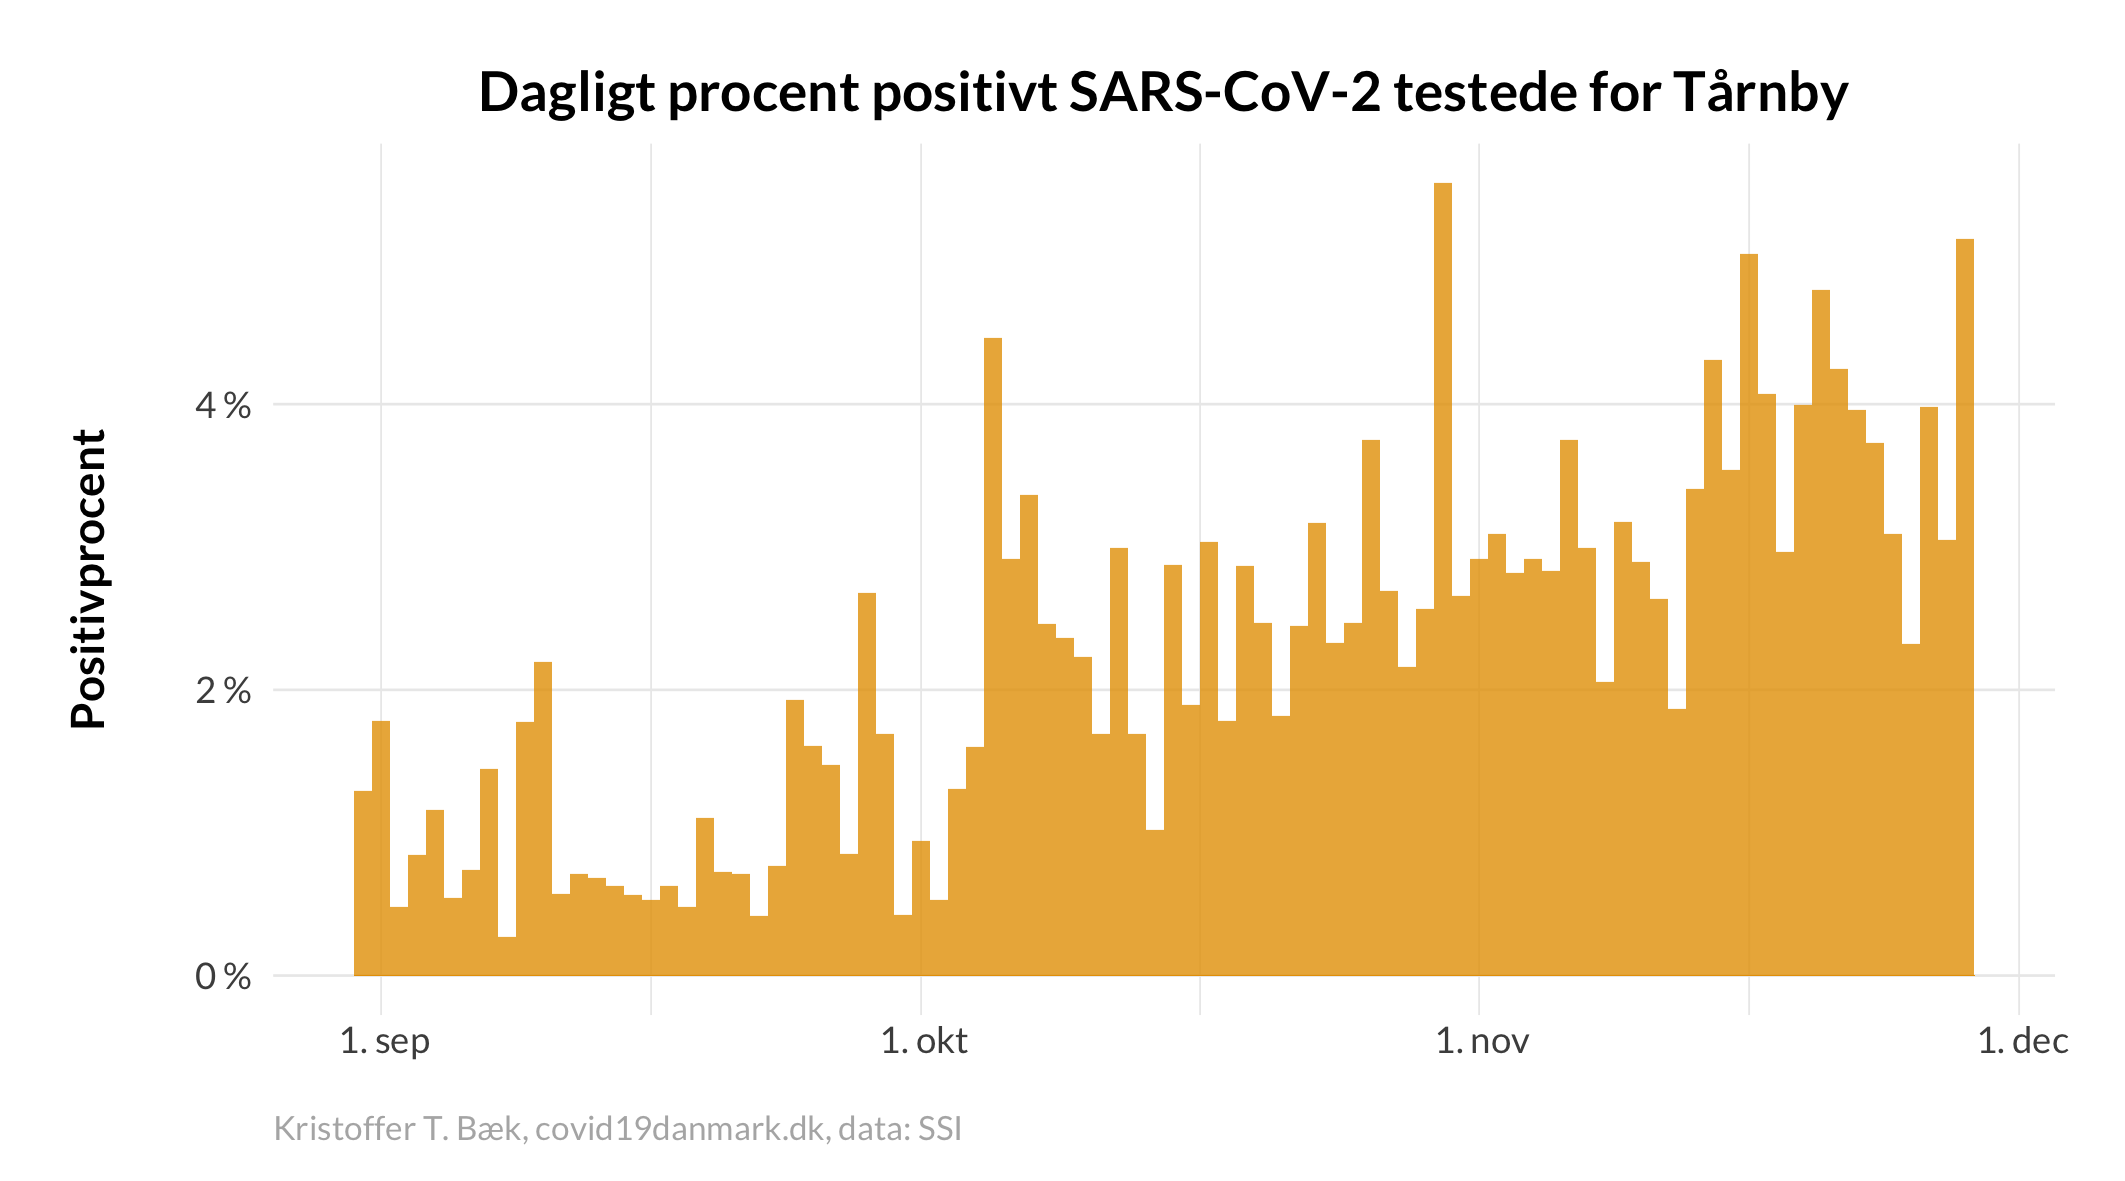 Dagligt procent positivt SARS-CoV-2 testede for Tårnby
Positivprocent
4 %
2 %
0 %
1. sep
1. okt
1. nov
1. dec
Kristoffer T. Bæk, covid19danmark.dk, data: SSI